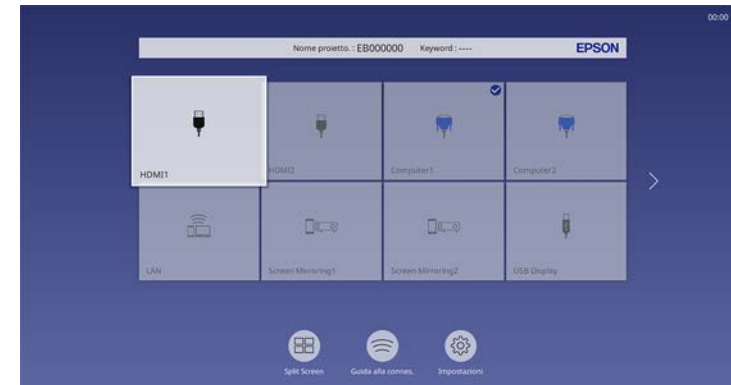 00:00
Nome proietto. : EB000000 Keyword : ---- EPSON
HDMI1 HDMI2 Computer1 Computer2
LAN Screen Mirroring1 Screen Mirroring2 USB Display
Split Screen Guida alla connes. Impostazioni